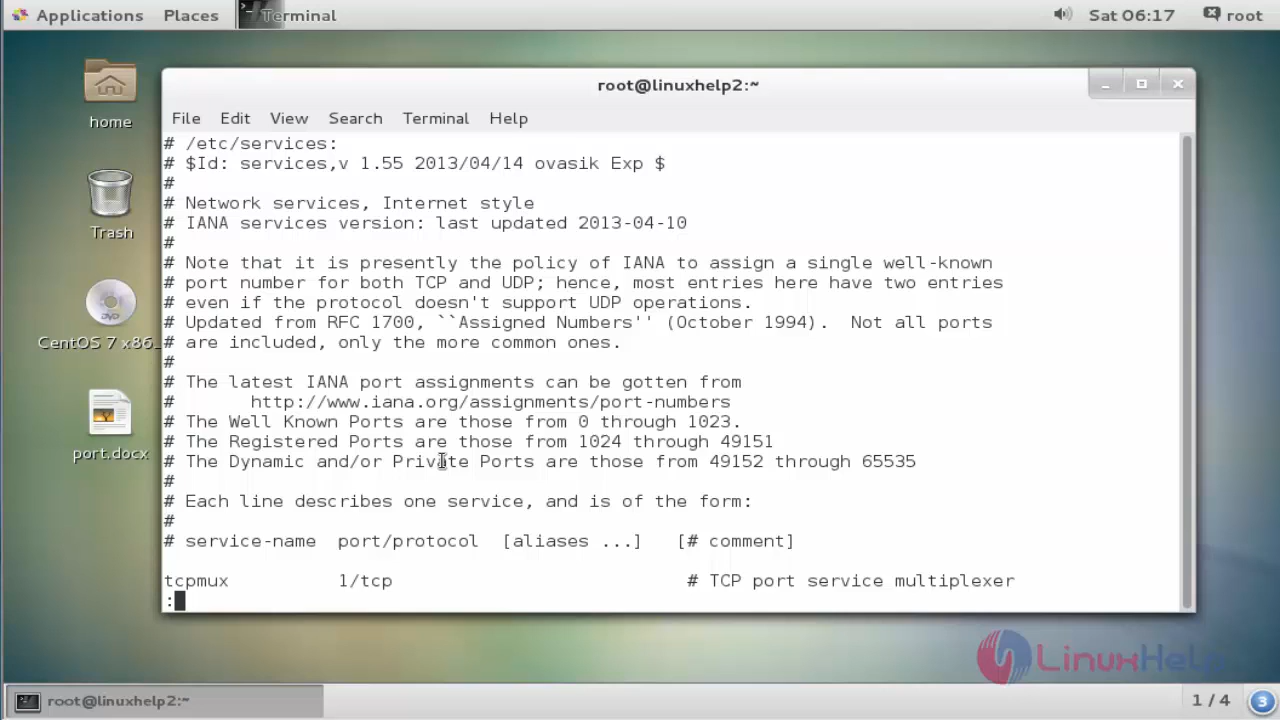 Applications Places Terminal Sat 06:17 root
root@linuxhelp2:~
File Edit View Search Terminal Help
home
Trash
CentOS 7 x86_
port.docx
# /etc/services:
# $Id: services,v 1.55 2013/04/14 ovasik Exp $
#
# Network services, Internet style
# IANA services version: last updated 2013-04-10
#
# Note that it is presently the policy of IANA to assign a single well-known
# port number for both TCP and UDP; hence, most entries here have two entries
# even if the protocol doesn't support UDP operations.
# Updated from RFC 1700, ``Assigned Numbers'' (October 1994).  Not all ports
# are included, only the more common ones.
#
# The latest IANA port assignments can be gotten from
#       http://www.iana.org/assignments/port-numbers
# The Well Known Ports are those from 0 through 1023.
# The Registered Ports are those from 1024 through 49151
# The Dynamic and/or Private Ports are those from 49152 through 65535
#
# Each line describes one service, and is of the form:
#
# service-name  port/protocol  [aliases ...]   [# comment]
tcpmux          1/tcp                           # TCP port service multiplexer
:
LinuxHelp
root@linuxhelp2:~ 1 / 4 3